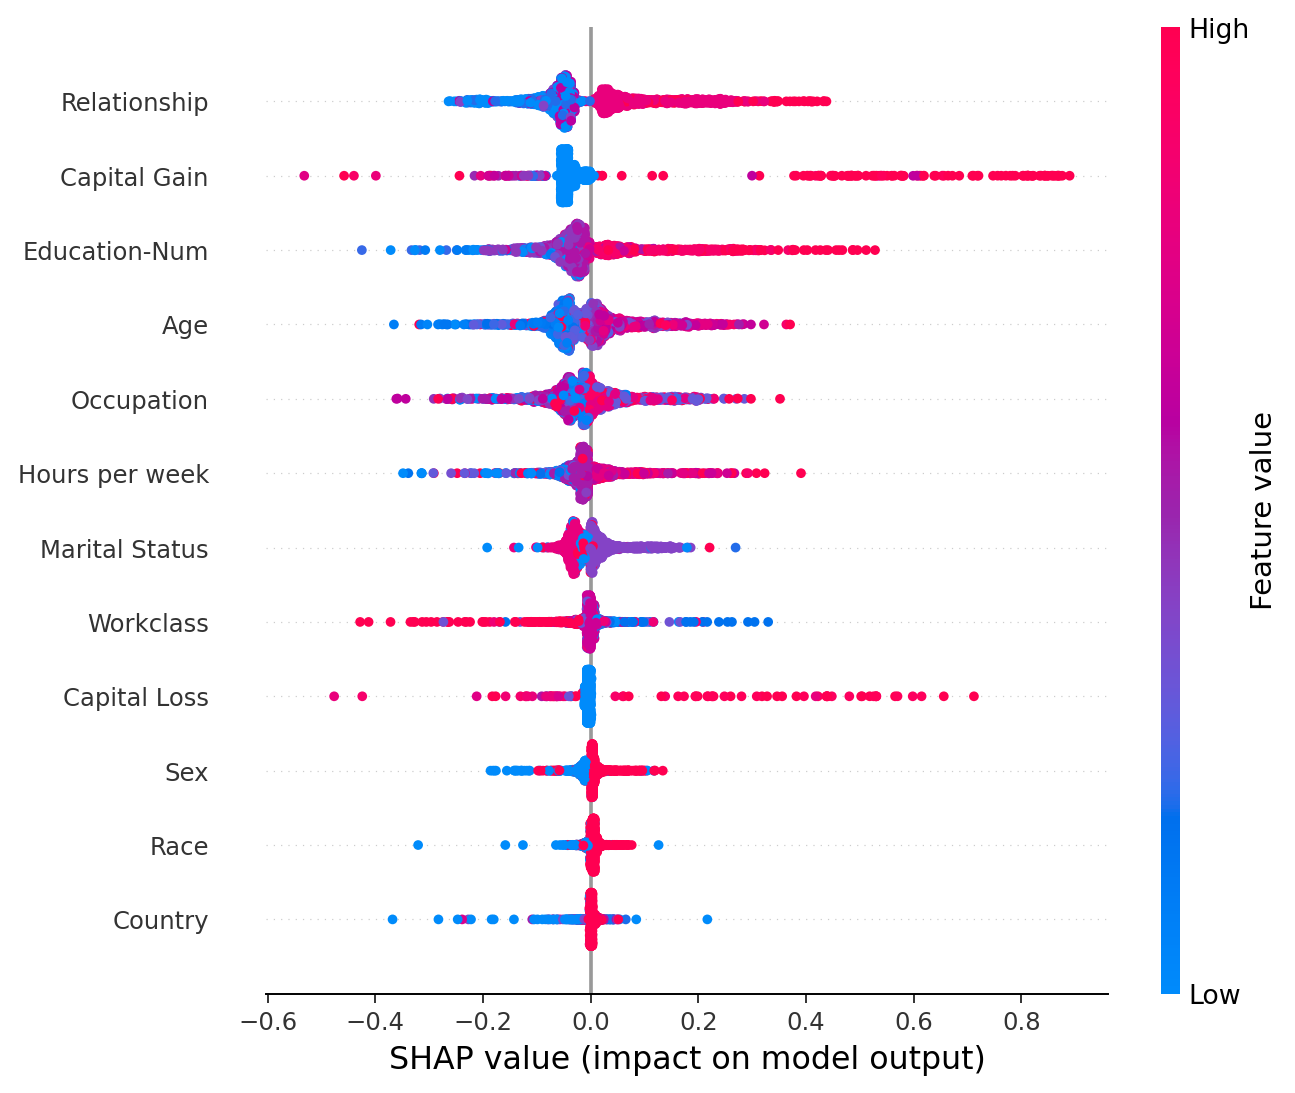 High
Relationship
Capital Gain
Education-Num
Age
Occupation
Hours per week
Marital Status
Workclass
Capital Loss
Sex
Race
Country
Feature value
Low
−0.6 −0.4 −0.2 0.0 0.2 0.4 0.6 0.8
SHAP value (impact on model output)